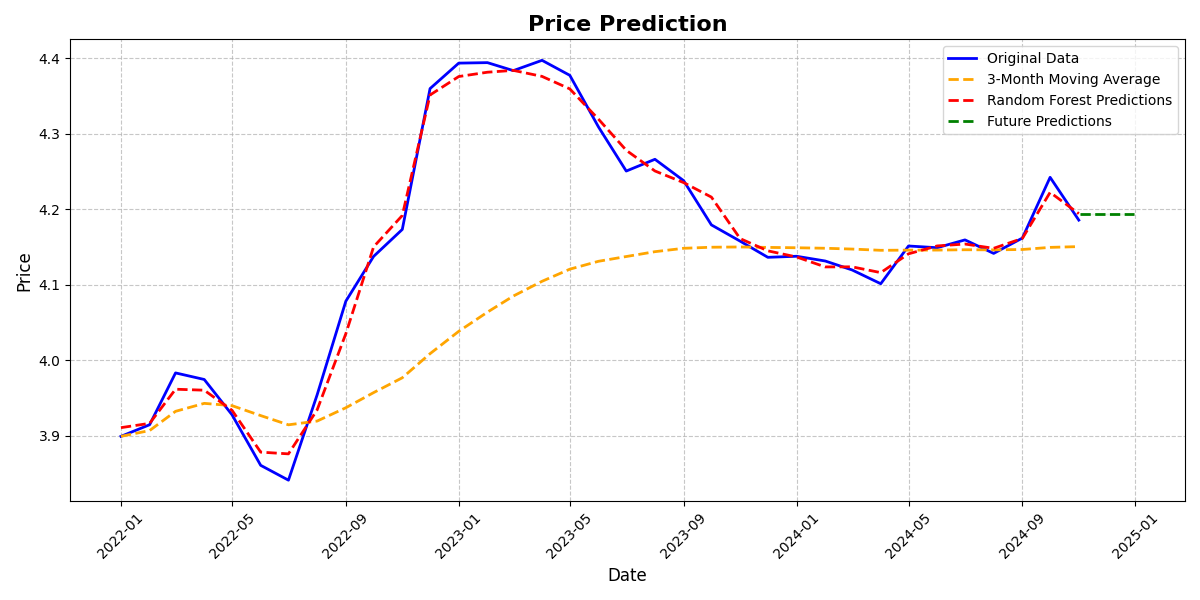 Price Prediction
Original Data
3-Month Moving Average
Random Forest Predictions
Future Predictions
Price
4.4
4.3
4.2
4.1
4.0
3.9
2022-01
2022-05
2022-09
2023-01
2023-05
2023-09
2024-01
2024-05
2024-09
2025-01
Date